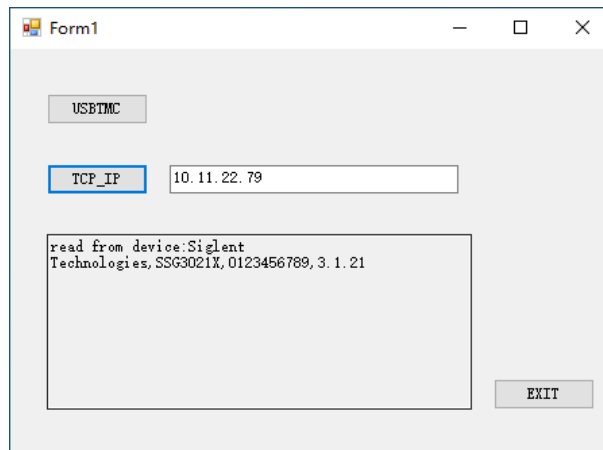 Form1
USBTMC
TCP_IP 10.11.22.79
read from device:Siglent
Technologies,SSG3021X,0123456789,3.1.21
EXIT